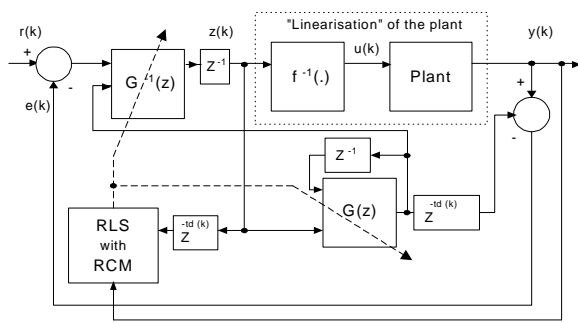 "Linearisation" of the plant
r(k)
z(k)
u(k)
y(k)
+
-
G⁻¹(z)
Z⁻¹
f⁻¹(.)
Plant
e(k)
+
-
Z⁻¹
G(z)
Z^-td(k)
RLS
with
RCM
Z^-td(k)